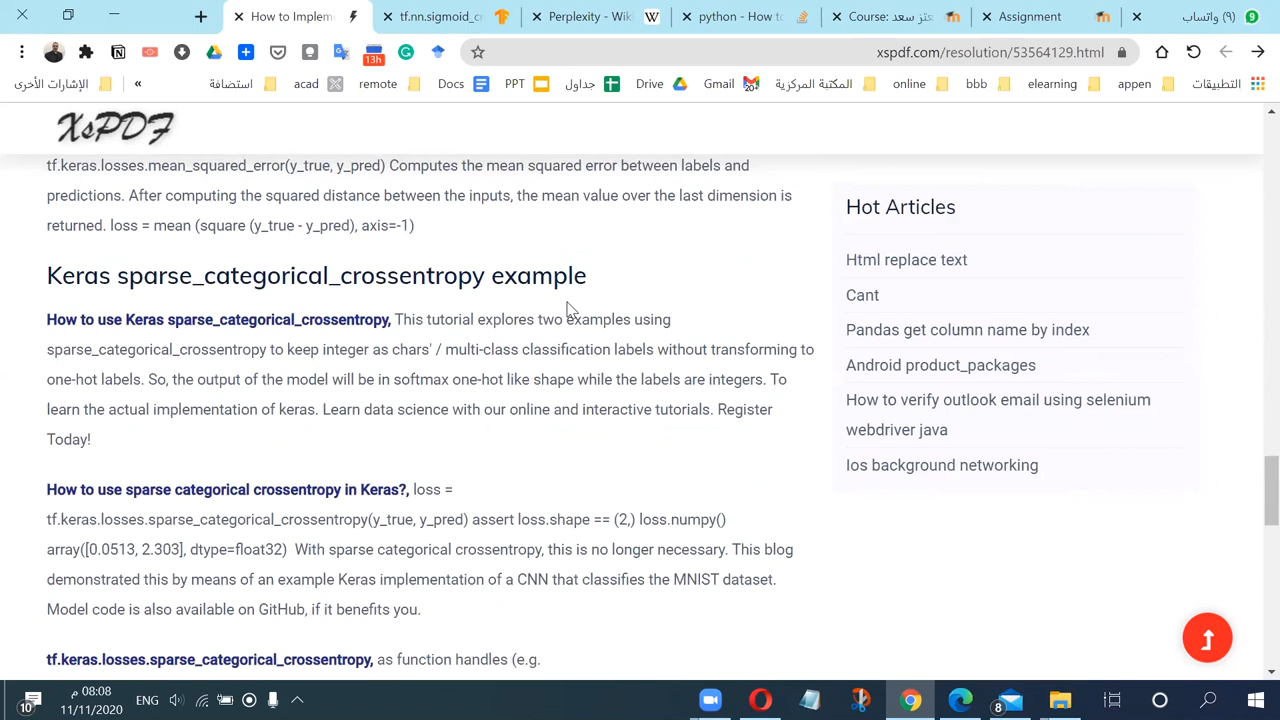 How to Implem
tf.nn.sigmoid_c
Perplexity - Wiki
python - How to
Course: معتز سعد
Assignment
(٩) واتساب
9
13h
xspdf.com/resolution/53564129.html
الإشارات الأخرى
«
استضافة
acad
remote
Docs
PPT
جداول
Drive
Gmail
20+
المكتبة المركزية
online
bbb
elearning
appen
التطبيقات
XsPDF
tf.keras.losses.mean_squared_error(y_true, y_pred) Computes the mean squared error between labels and
predictions. After computing the squared distance between the inputs, the mean value over the last dimension is
returned. loss = mean (square (y_true - y_pred), axis=-1)
Keras sparse_categorical_crossentropy example
How to use Keras sparse_categorical_crossentropy, This tutorial explores two examples using
sparse_categorical_crossentropy to keep integer as chars' / multi-class classification labels without transforming to
one-hot labels. So, the output of the model will be in softmax one-hot like shape while the labels are integers. To
learn the actual implementation of keras. Learn data science with our online and interactive tutorials. Register
Today!
How to use sparse categorical crossentropy in Keras?, loss =
tf.keras.losses.sparse_categorical_crossentropy(y_true, y_pred) assert loss.shape == (2,) loss.numpy()
array([0.0513, 2.303], dtype=float32) With sparse categorical crossentropy, this is no longer necessary. This blog
demonstrated this by means of an example Keras implementation of a CNN that classifies the MNIST dataset.
Model code is also available on GitHub, if it benefits you.
tf.keras.losses.sparse_categorical_crossentropy, as function handles (e.g.
Hot Articles
Html replace text
Cant
Pandas get column name by index
Android product_packages
How to verify outlook email using selenium
webdriver java
Ios background networking
10
08:08 م
11/11/2020
ENG
8